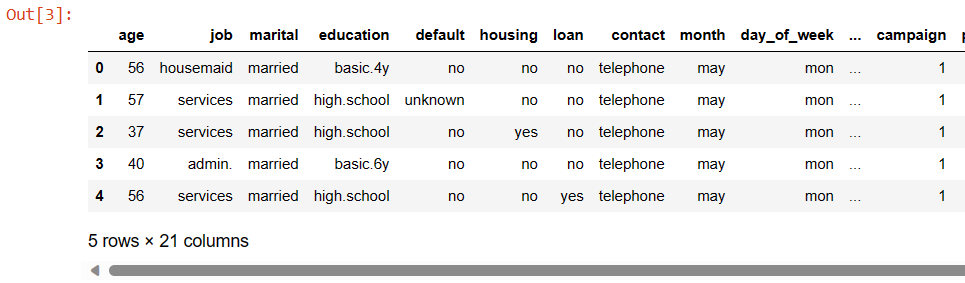 Out[3]:
age job marital education default housing loan contact month day_of_week ... campaign
0 56 housemaid married basic.4y no no no telephone may mon ... 1
1 57 services married high.school unknown no no telephone may mon ... 1
2 37 services married high.school no yes no telephone may mon ... 1
3 40 admin. married basic.6y no no no telephone may mon ... 1
4 56 services married high.school no no yes telephone may mon ... 1
5 rows × 21 columns